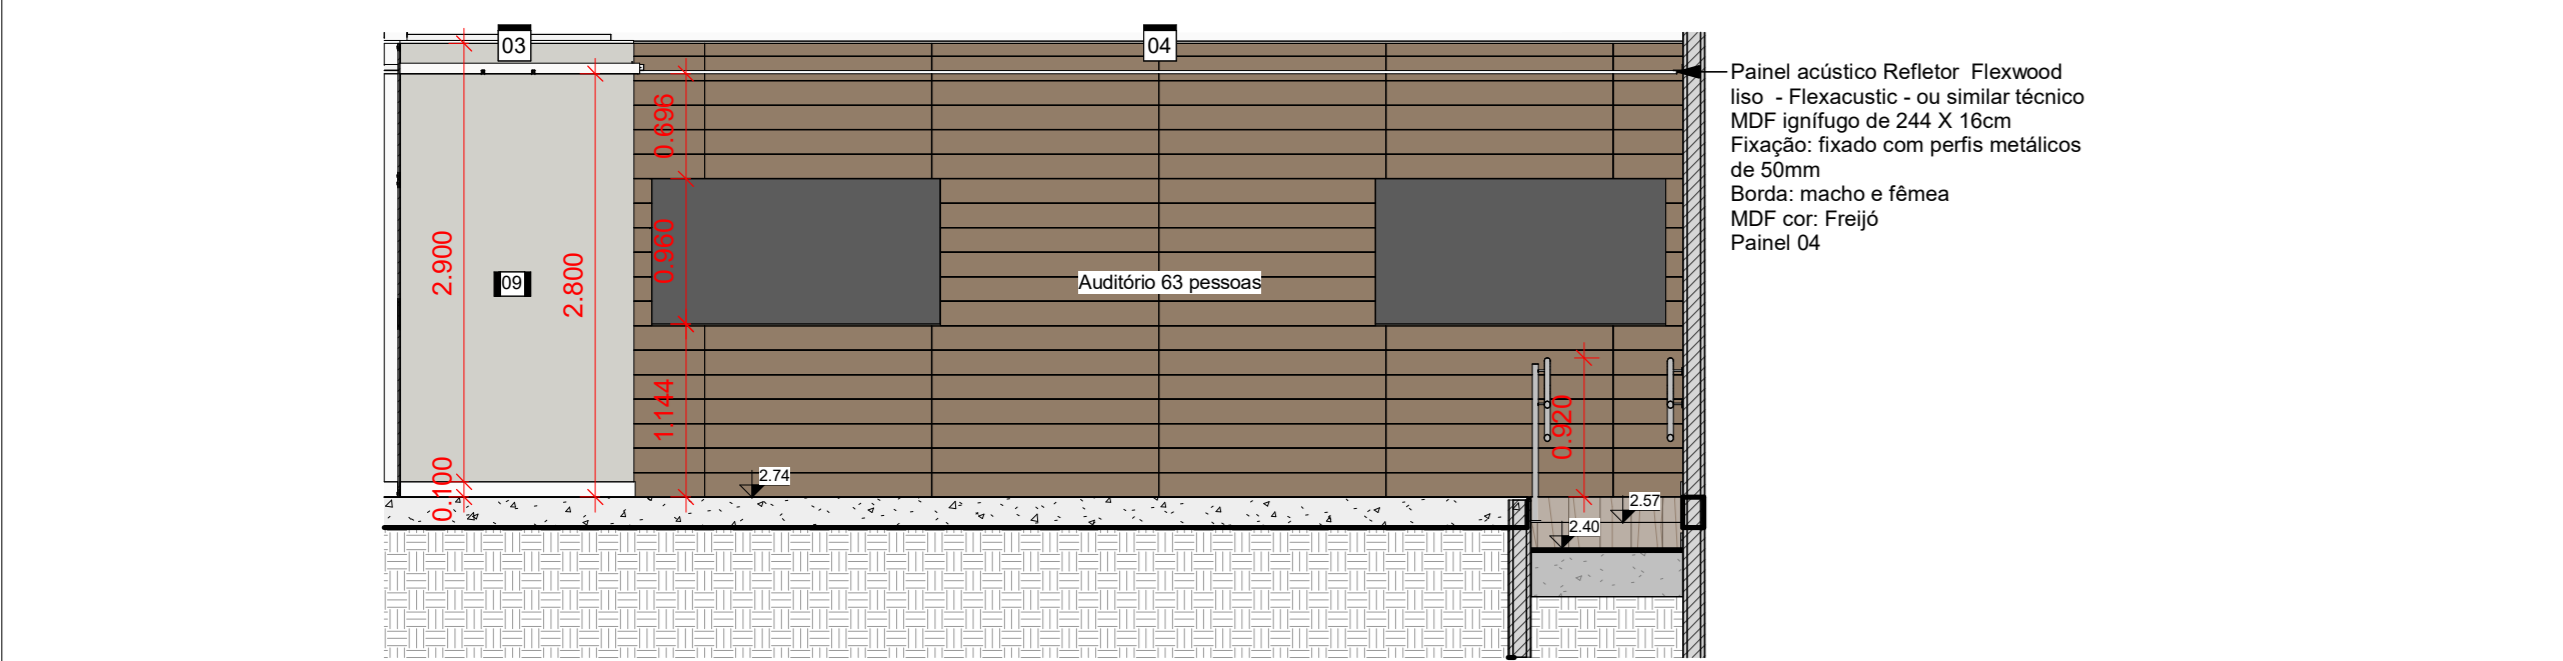 03
04
Painel acústico Refletor Flexwood
liso - Flexacustic - ou similar técnico
MDF ignífugo de 244 X 16cm
Fixação: fixado com perfis metálicos
de 50mm
Borda: macho e fêmea
MDF cor: Freijó
Painel 04
0.696
2.900
2.800
0.960
09
Auditório 63 pessoas
1.144
0.920
0.100
2.74
2.57
2.40